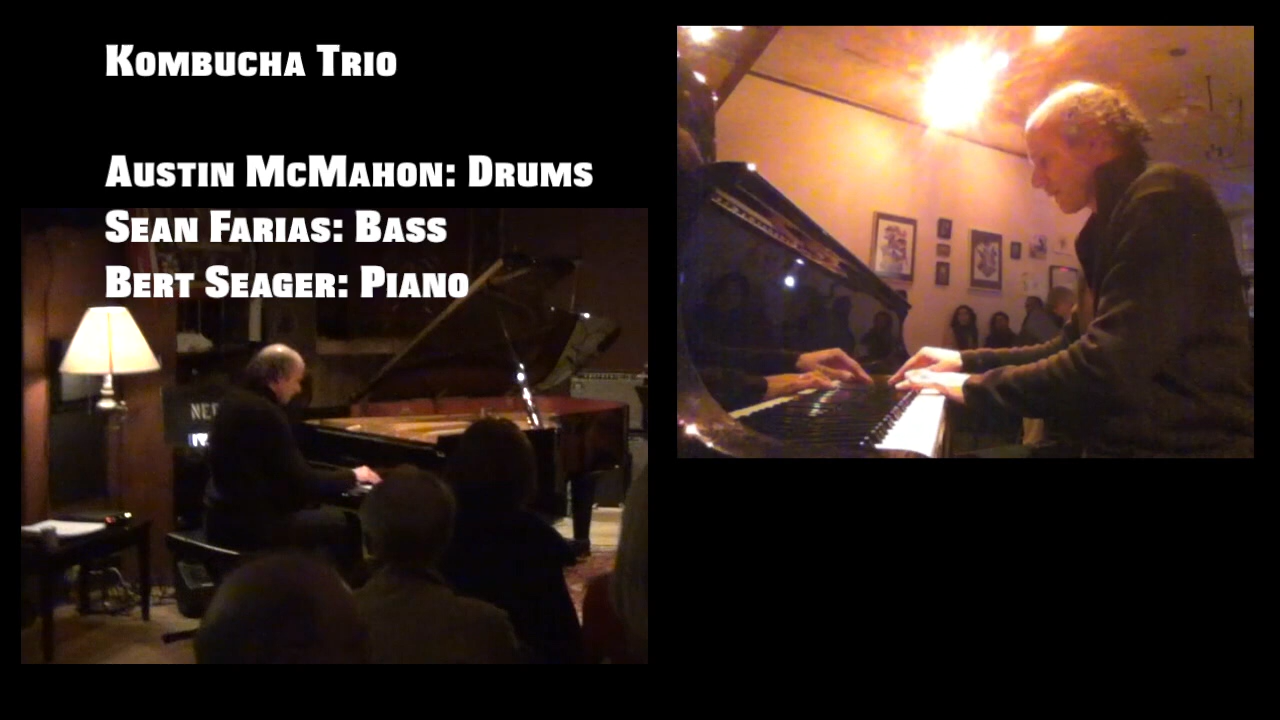 Kombucha Trio
Austin McMahon: Drums
Sean Farias: Bass
Bert Seager: Piano